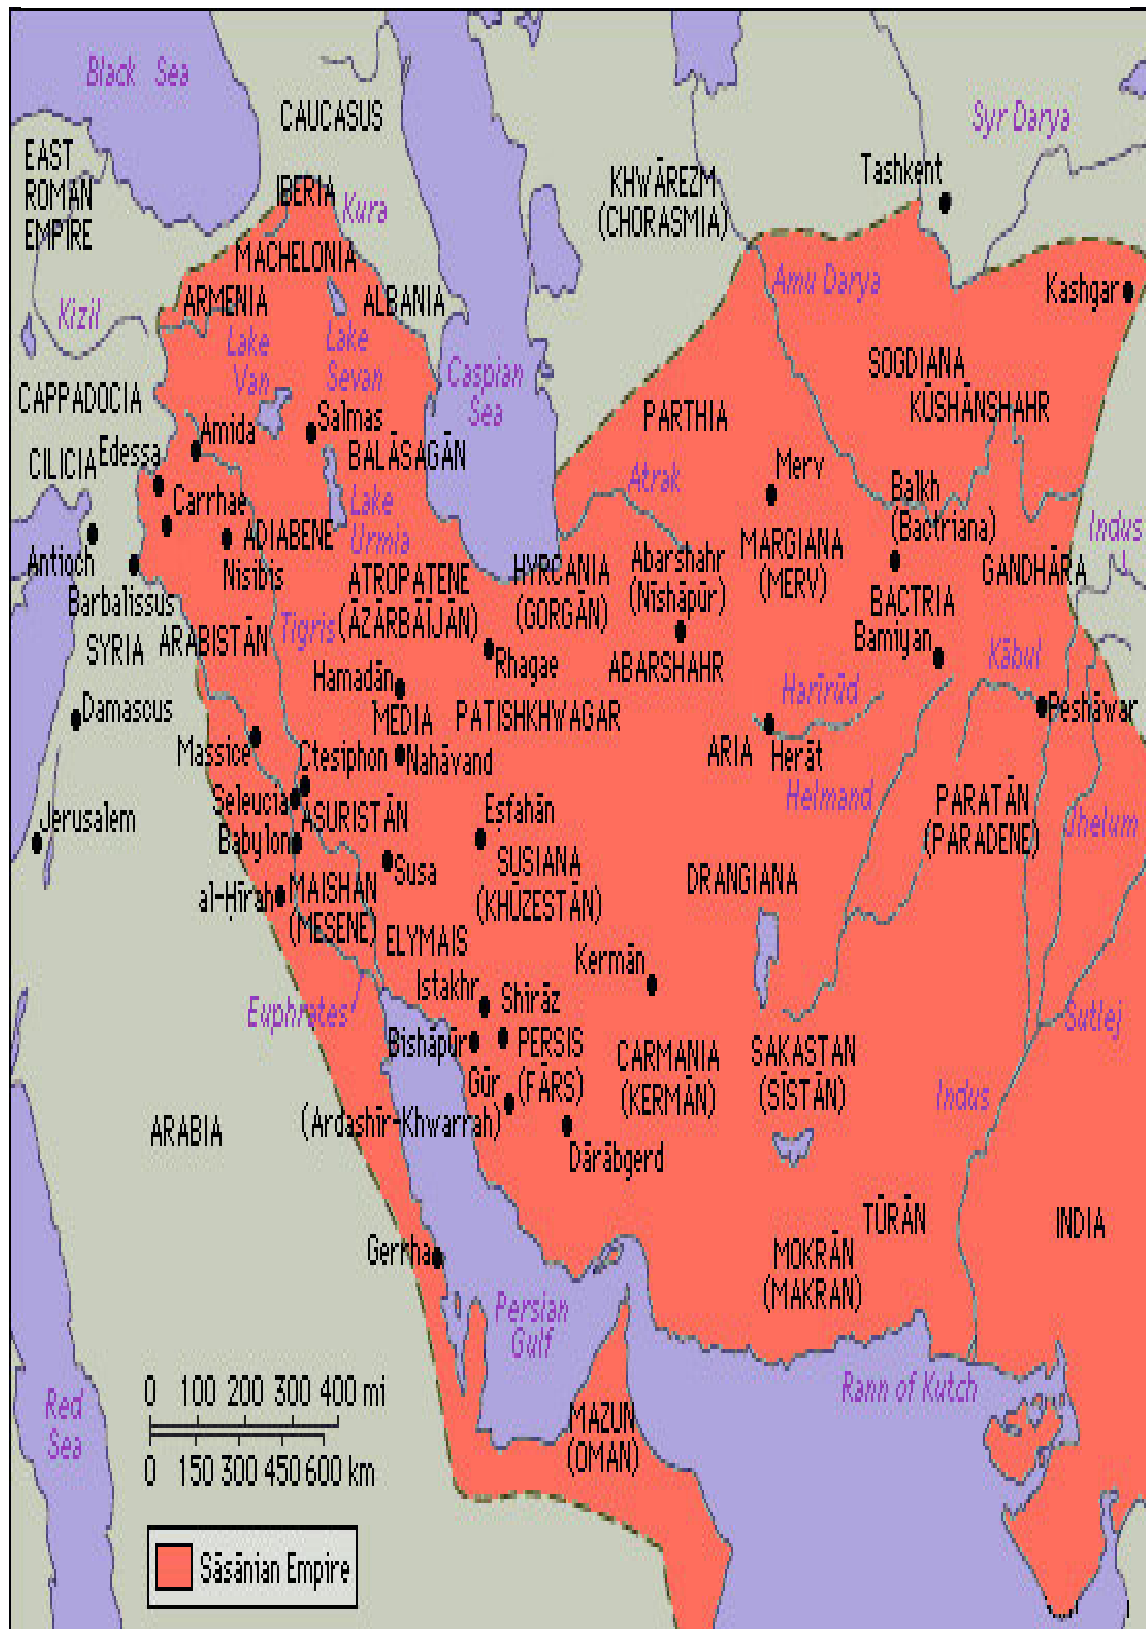 Black Sea
CAUCASUS
Syr Darya
EAST
ROMAN
EMPIRE
Tashkent
KHWĀREZM
(CHORASMIA)
IBERIA
Kura
MACHELONIA
Amu Darya
Kashgar
ARMENIA
ALBANIA
Kizil
Lake
Van
Lake
Sevan
Caspian
Sea
SOGDIANA
KŪSHĀNSHAHR
CAPPADOCIA
PARTHIA
Salmas
Amida
CILICIA
Edessa
BALĀSAGĀN
Merv
Atrak
Balkh
(Bactriana)
Carrhae
Lake
Urmia
ADIABENE
Indus
MARGIANA
(MERV)
Antioch
Nisibis
ATROPATENE
(ĀZĀRBĀIJĀN)
HYRCANIA
(GORGĀN)
Abarshahr
(Nīshāpūr)
GANDHĀRA
Barbalissus
BACTRIA
SYRIA
ARABISTĀN
Tigris
Bamiyan
Kābul
Rhagae
ABARSHAHR
Hamadān
Harīrūd
Damascus
MEDIA
PATISHKHWAGAR
Peshāwar
Massice
Ctesiphon
Nahāvand
ARIA
Herāt
Seleucia
Helmand
PARATĀN
(PARADENE)
Jerusalem
ASURISTĀN
Eṣfahān
Jhelum
Babylon
Susa
SUSIANA
(KHŪZESTĀN)
DRANGIANA
al-Ḥīrah
MAISHAN
(MESENE)
ELYMAIS
Kermān
Istakhr
Shīrāz
Euphrates
Sutlej
Bishāpūr
PERSIS
(FĀRS)
CARMANIA
(KERMĀN)
SAKASTAN
(SĪSTĀN)
Gūr
(Ardashīr-Khwarrah)
Indus
ARABIA
Dārābgerd
TŪRĀN
INDIA
Gerrha
MOKRĀN
(MAKRAN)
Persian
Gulf
Rann of Kutch
0 100 200 300 400 mi
0 150 300 450 600 km
Red
Sea
MAZUN
(OMAN)
Sāsānian Empire